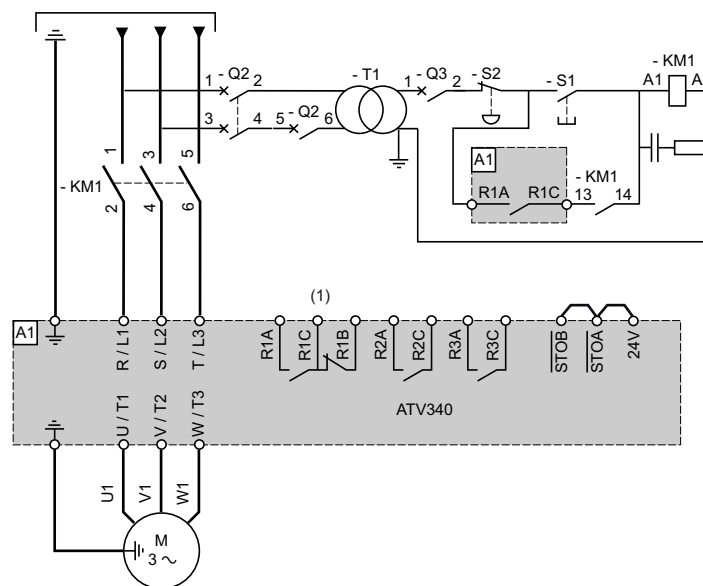 - Q2
- T1
- Q3
- S2
- S1
- KM1
1
2
1
2
A1
A
- Q2
3
4
5
6
1
3
5
- KM1
2
4
6
A1
R1A
R1C
- KM1
13
14
(1)
A1
R / L1
S / L2
T / L3
R1A
R1C
R1B
R2A
R2C
R3A
R3C
STOB
STOA
24V
U / T1
V / T2
W / T3
ATV340
U1
V1
W1
M
3 ~